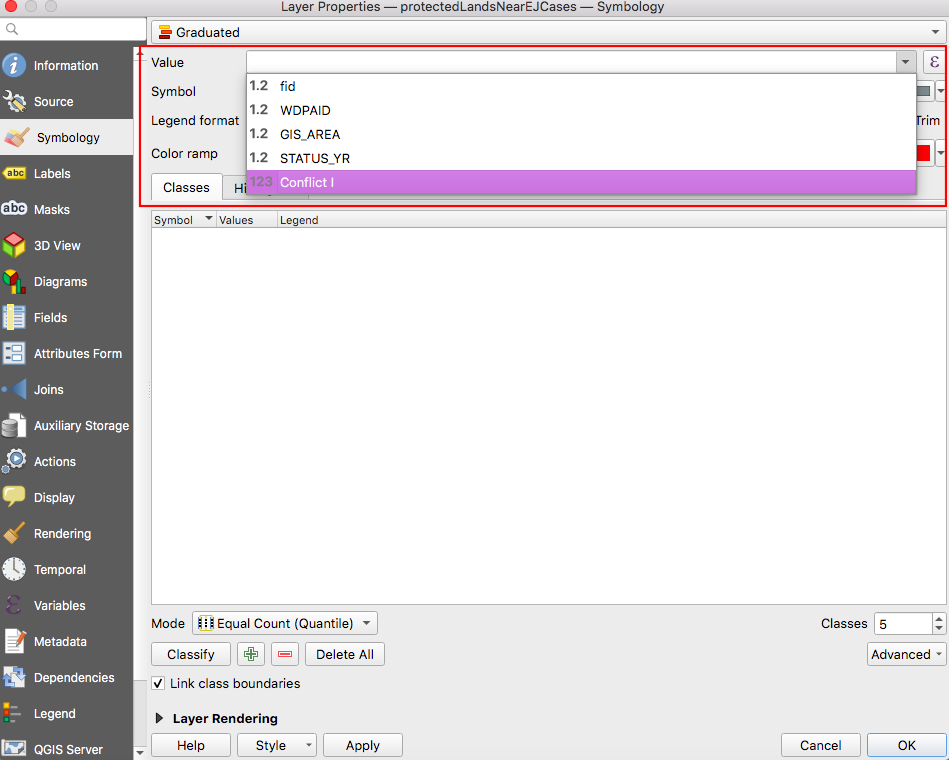 Layer Properties — protectedLandsNearEJCases — Symbology
Graduated
Information
Source
Symbology
abc Labels
abc Masks
3D View
Diagrams
Fields
Attributes Form
Joins
Auxiliary Storage
Actions
Display
Rendering
Temporal
Variables
Metadata
Dependencies
Legend
QGIS Server
Value
ε
Symbol
Legend format
Trim
Color ramp
1.2 fid
1.2 WDPAID
1.2 GIS_AREA
1.2 STATUS_YR
123 Conflict I
Classes
Symbol Values Legend
Mode Equal Count (Quantile) Classes 5
Classify Delete All Advanced
Link class boundaries
Layer Rendering
Help Style Apply Cancel OK